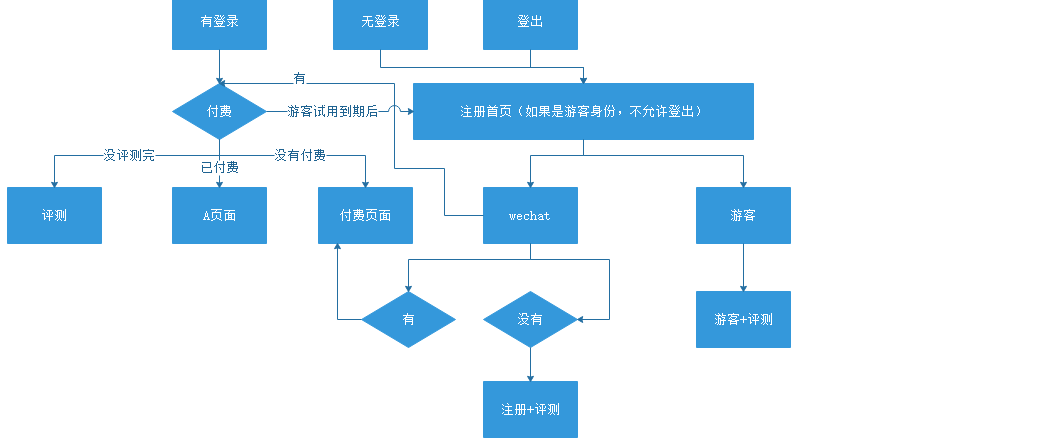 有登录
无登录
登出
有
付费
游客试用到期后
注册首页（如果是游客身份，不允许登出）
没评测完
没有付费
已付费
评测
A页面
付费页面
wechat
游客
有
没有
游客+评测
注册+评测